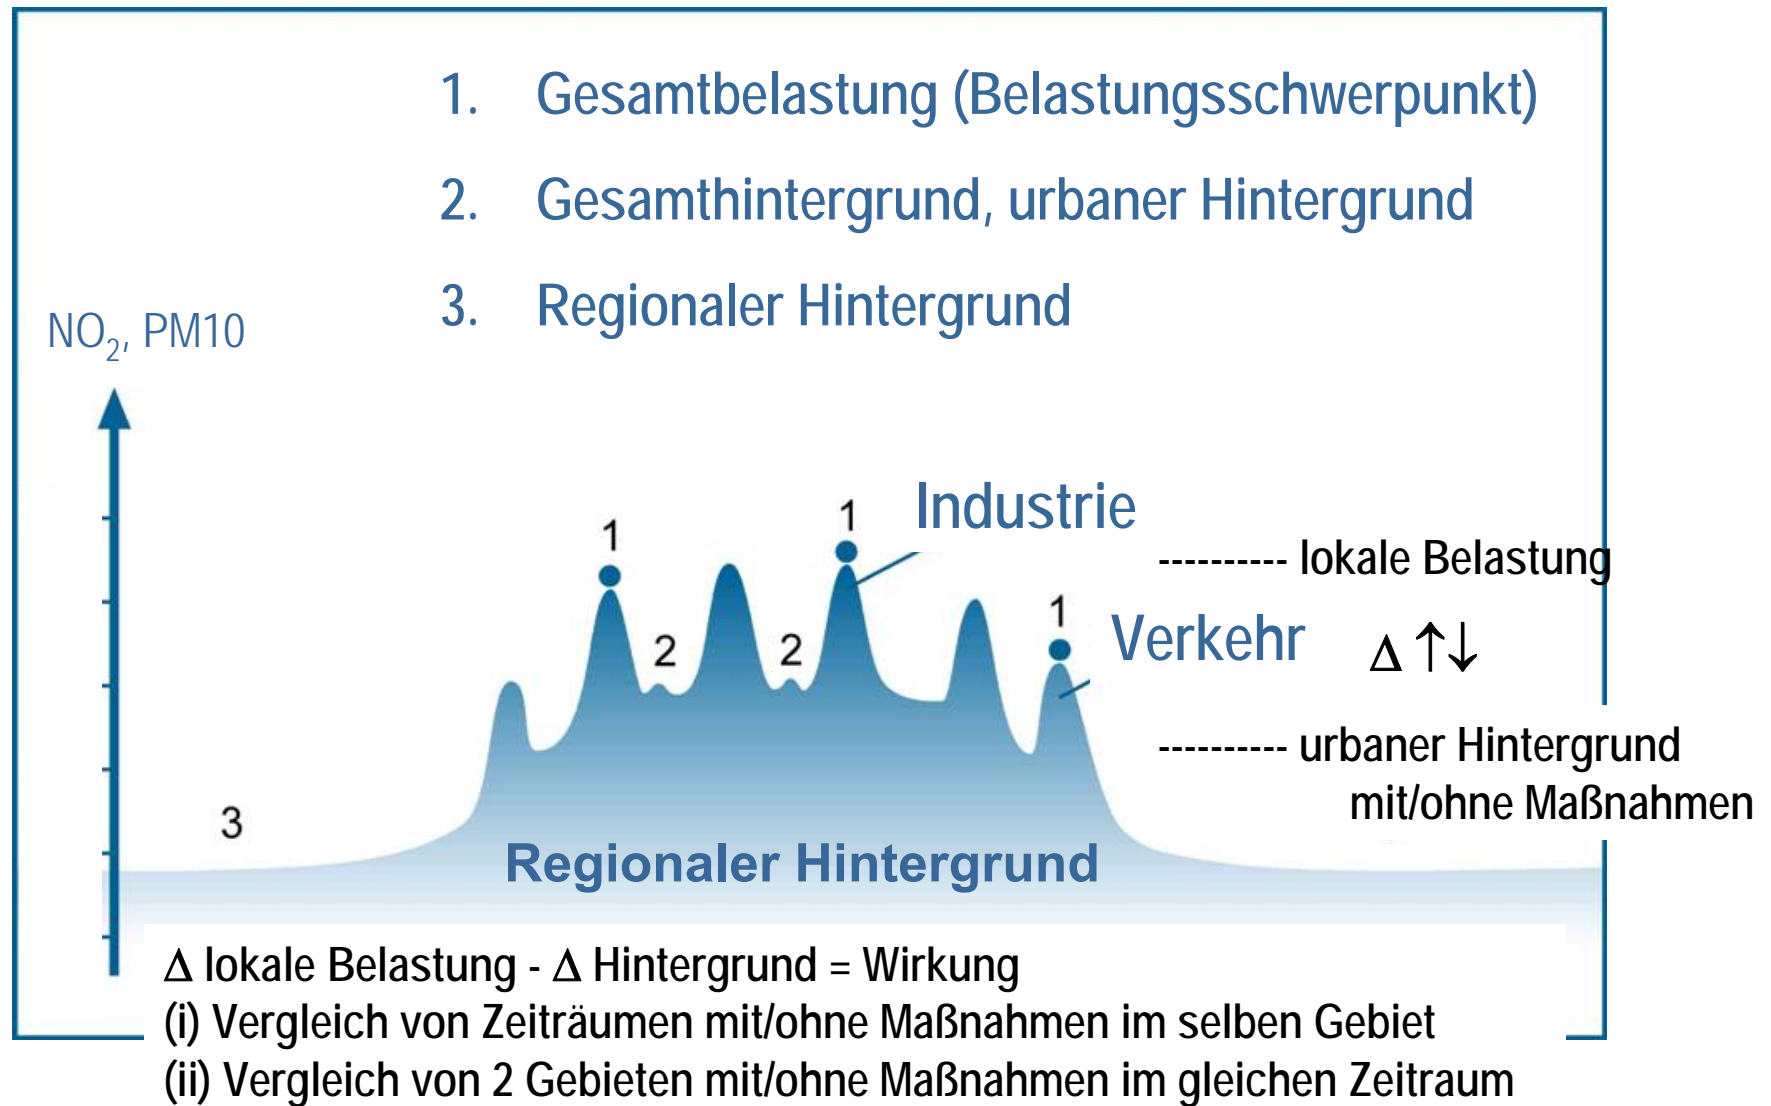 1. Gesamtbelastung (Belastungsschwerpunkt)
2. Gesamthintergrund, urbaner Hintergrund
3. Regionaler Hintergrund
NO₂, PM10
1
1
Industrie
---------- lokale Belastung
1
2
2
Verkehr
Δ ↑↓
---------- urbaner Hintergrund
mit/ohne Maßnahmen
3
Regionaler Hintergrund
Δ lokale Belastung - Δ Hintergrund = Wirkung
(i) Vergleich von Zeiträumen mit/ohne Maßnahmen im selben Gebiet
(ii) Vergleich von 2 Gebieten mit/ohne Maßnahmen im gleichen Zeitraum